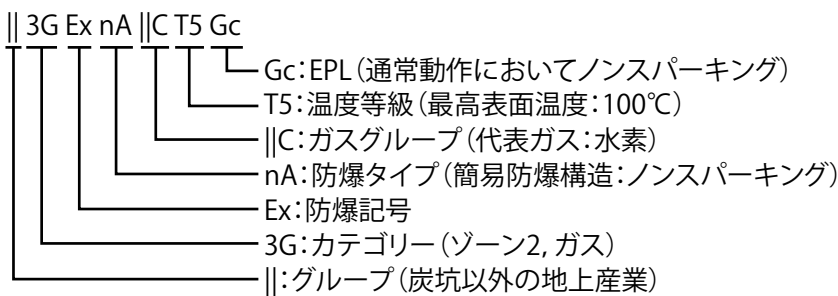 || 3G Ex nA ||C T5 Gc
Gc:EPL(通常動作においてノンスパーキング)
T5:温度等級(最高表面温度:100℃)
||C:ガスグループ(代表ガス:水素)
nA:防爆タイプ(簡易防爆構造:ノンスパーキング)
Ex:防爆記号
3G:カテゴリー(ゾーン2, ガス)
||:グループ(炭坑以外の地上産業)